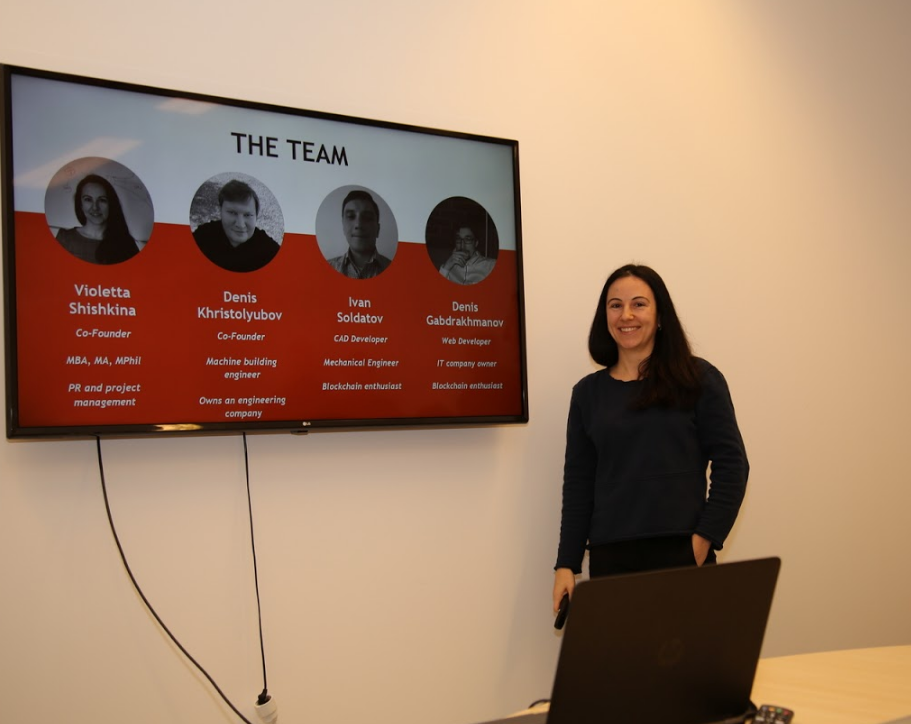 THE TEAM
Violetta
Shishkina
Co-Founder
MBA, MA, MPhil
PR and project
management
Denis
Khristolyubov
Co-Founder
Machine building
engineer
Owns an engineering
company
Ivan
Soldatov
CAD Developer
Mechanical Engineer
Blockchain enthusiast
Denis
Gabdrakhmanov
Web Developer
IT company owner
Blockchain enthusiast
LG